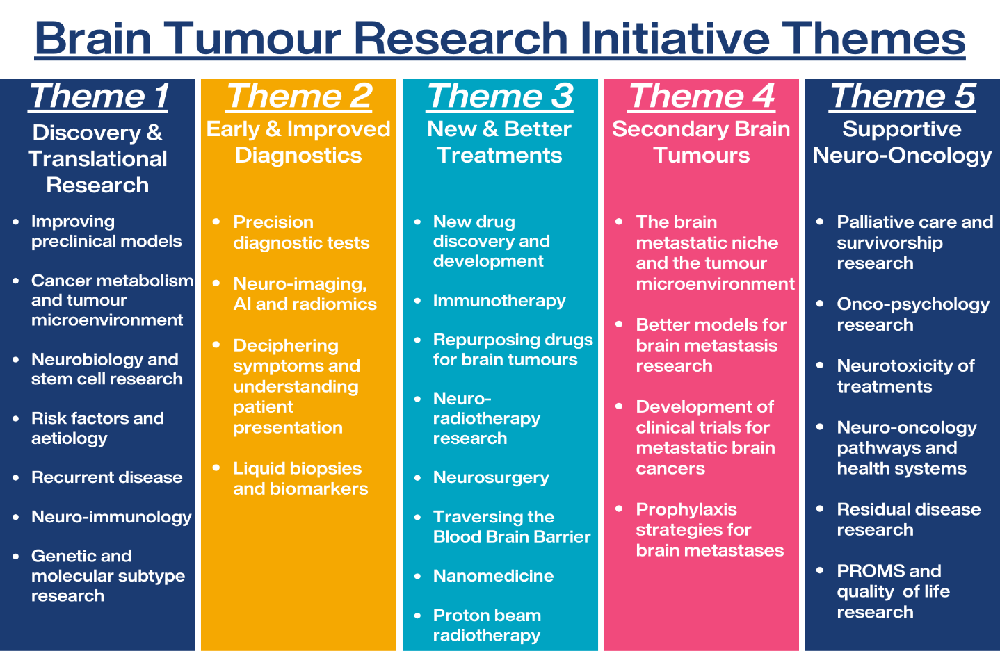 Brain Tumour Research Initiative Themes
Theme 1
Discovery &
Translational
Research
• Improving
preclinical models
• Cancer metabolism
and tumour
microenvironment
• Neurobiology and
stem cell research
• Risk factors and
aetiology
• Recurrent disease
• Neuro-immunology
• Genetic and
molecular subtype
research
Theme 2
Early & Improved
Diagnostics
• Precision
diagnostic tests
• Neuro-imaging,
AI and radiomics
• Deciphering
symptoms and
understanding
patient
presentation
• Liquid biopsies
and biomarkers
Theme 3
New & Better
Treatments
• New drug
discovery and
development
• Immunotherapy
• Repurposing drugs
for brain tumours
• Neuro-
radiotherapy
research
• Neurosurgery
• Traversing the
Blood Brain Barrier
• Nanomedicine
• Proton beam
radiotherapy
Theme 4
Secondary Brain
Tumours
• The brain
metastatic niche
and the tumour
microenvironment
• Better models for
brain metastasis
research
• Development of
clinical trials for
metastatic brain
cancers
• Prophylaxis
strategies for
brain metastases
Theme 5
Supportive
Neuro-Oncology
• Palliative care and
survivorship
research
• Onco-psychology
research
• Neurotoxicity of
treatments
• Neuro-oncology
pathways and
health systems
• Residual disease
research
• PROMS and
quality of life
research